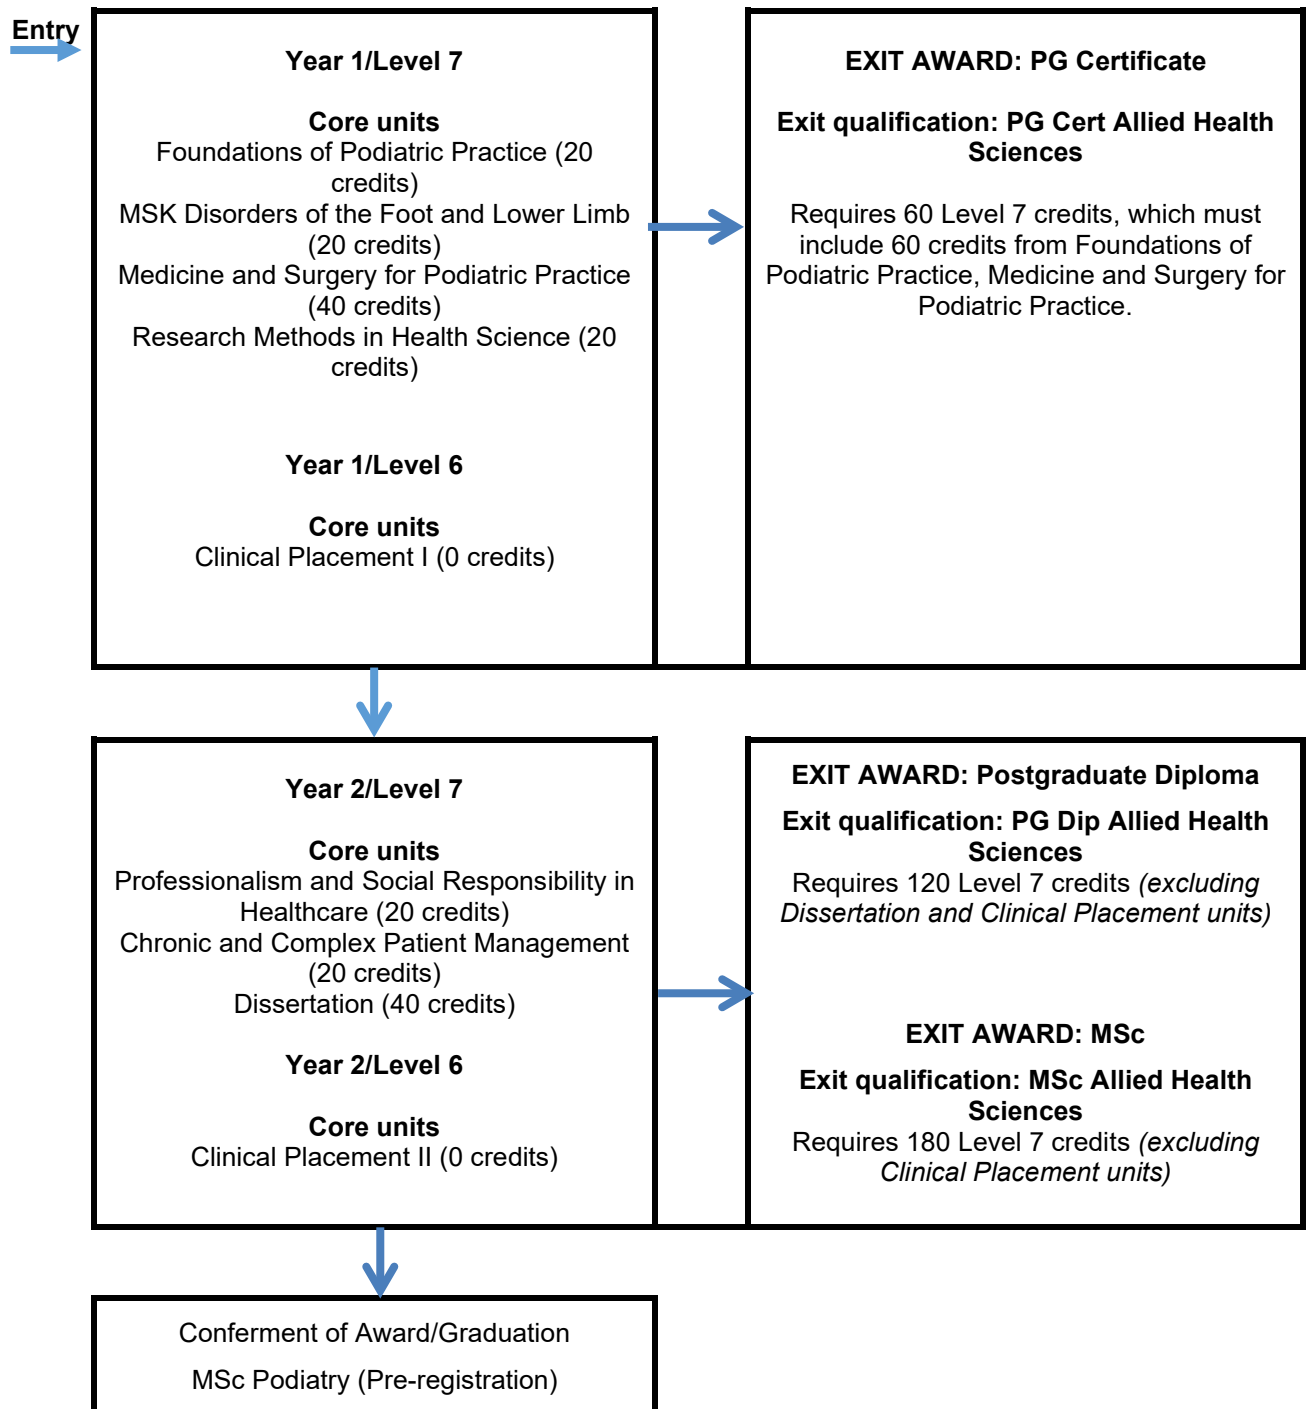 Entry
Year 1/Level 7
Core units
Foundations of Podiatric Practice (20
credits)
MSK Disorders of the Foot and Lower Limb
(20 credits)
Medicine and Surgery for Podiatric Practice
(40 credits)
Research Methods in Health Science (20
credits)
Year 1/Level 6
Core units
Clinical Placement I (0 credits)
EXIT AWARD: PG Certificate
Exit qualification: PG Cert Allied Health
Sciences
Requires 60 Level 7 credits, which must
include 60 credits from Foundations of
Podiatric Practice, Medicine and Surgery for
Podiatric Practice.
Year 2/Level 7
Core units
Professionalism and Social Responsibility in
Healthcare (20 credits)
Chronic and Complex Patient Management
(20 credits)
Dissertation (40 credits)
Year 2/Level 6
Core units
Clinical Placement II (0 credits)
EXIT AWARD: Postgraduate Diploma
Exit qualification: PG Dip Allied Health
Sciences
Requires 120 Level 7 credits (excluding
Dissertation and Clinical Placement units)
EXIT AWARD: MSc
Exit qualification: MSc Allied Health
Sciences
Requires 180 Level 7 credits (excluding
Clinical Placement units)
Conferment of Award/Graduation
MSc Podiatry (Pre-registration)